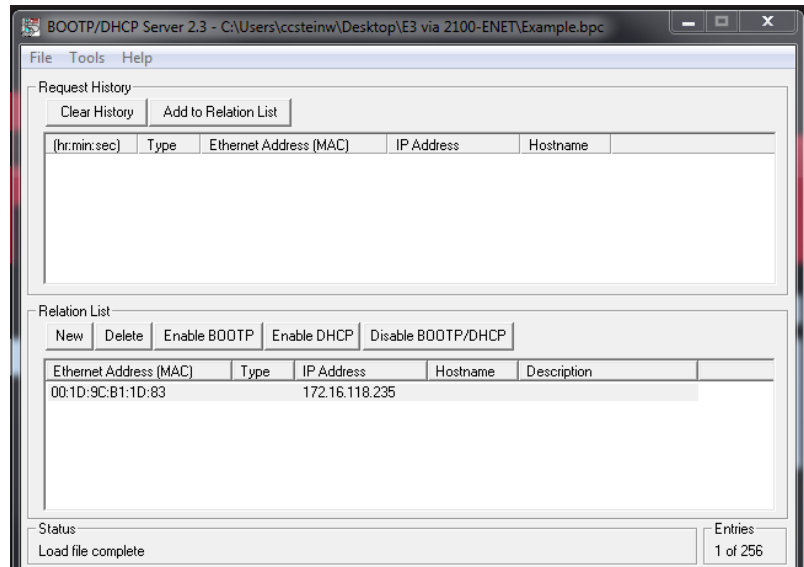 BOOTP/DHCP Server 2.3 - C:\Users\ccsteinw\Desktop\E3 via 2100-ENET\Example.bpc
File Tools Help
Request History
Clear History Add to Relation List
(hr:min:sec) Type Ethernet Address (MAC) IP Address Hostname
Relation List
New Delete Enable BOOTP Enable DHCP Disable BOOTP/DHCP
Ethernet Address (MAC) Type IP Address Hostname Description
00:1D:9C:B1:1D:83 172.16.118.235
Status
Load file complete
Entries
1 of 256